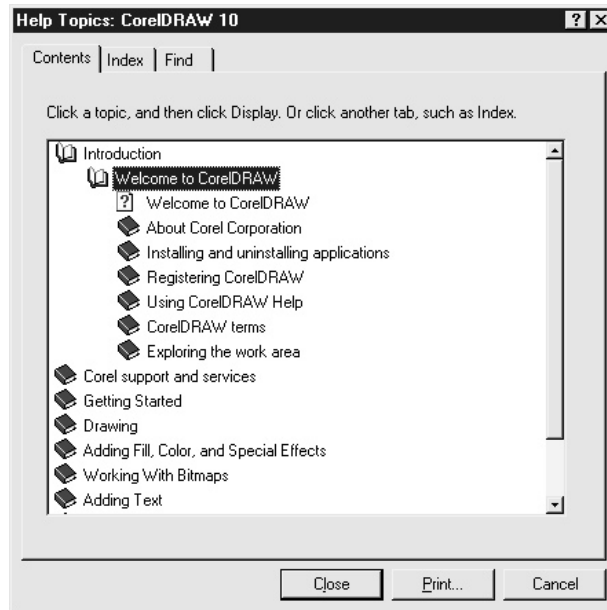 Help Topics: CorelDRAW 10
Contents Index Find
Click a topic, and then click Display. Or click another tab, such as Index.
Introduction
Welcome to CorelDRAW
Welcome to CorelDRAW
About Corel Corporation
Installing and uninstalling applications
Registering CorelDRAW
Using CorelDRAW Help
CorelDRAW terms
Exploring the work area
Corel support and services
Getting Started
Drawing
Adding Fill, Color, and Special Effects
Working With Bitmaps
Adding Text
Close Print... Cancel